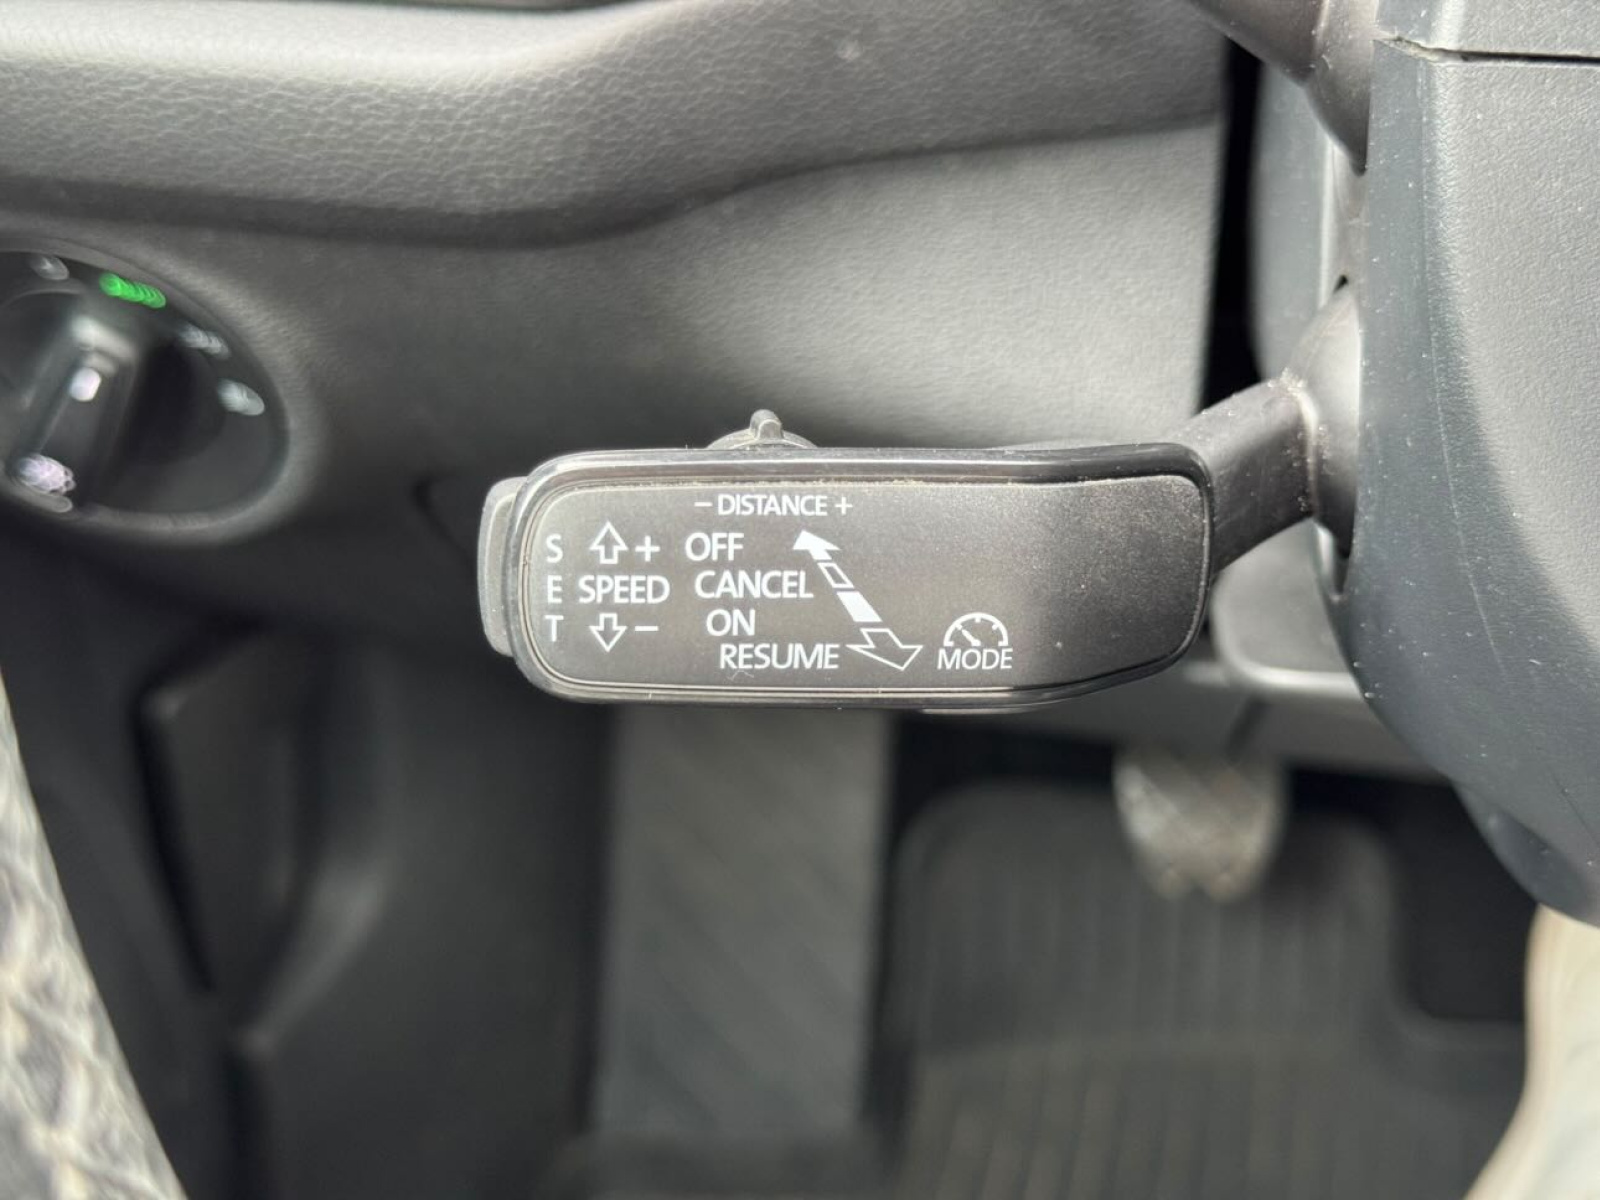 - DISTANCE +
S + OFF
E SPEED CANCEL
T - ON
RESUME MODE